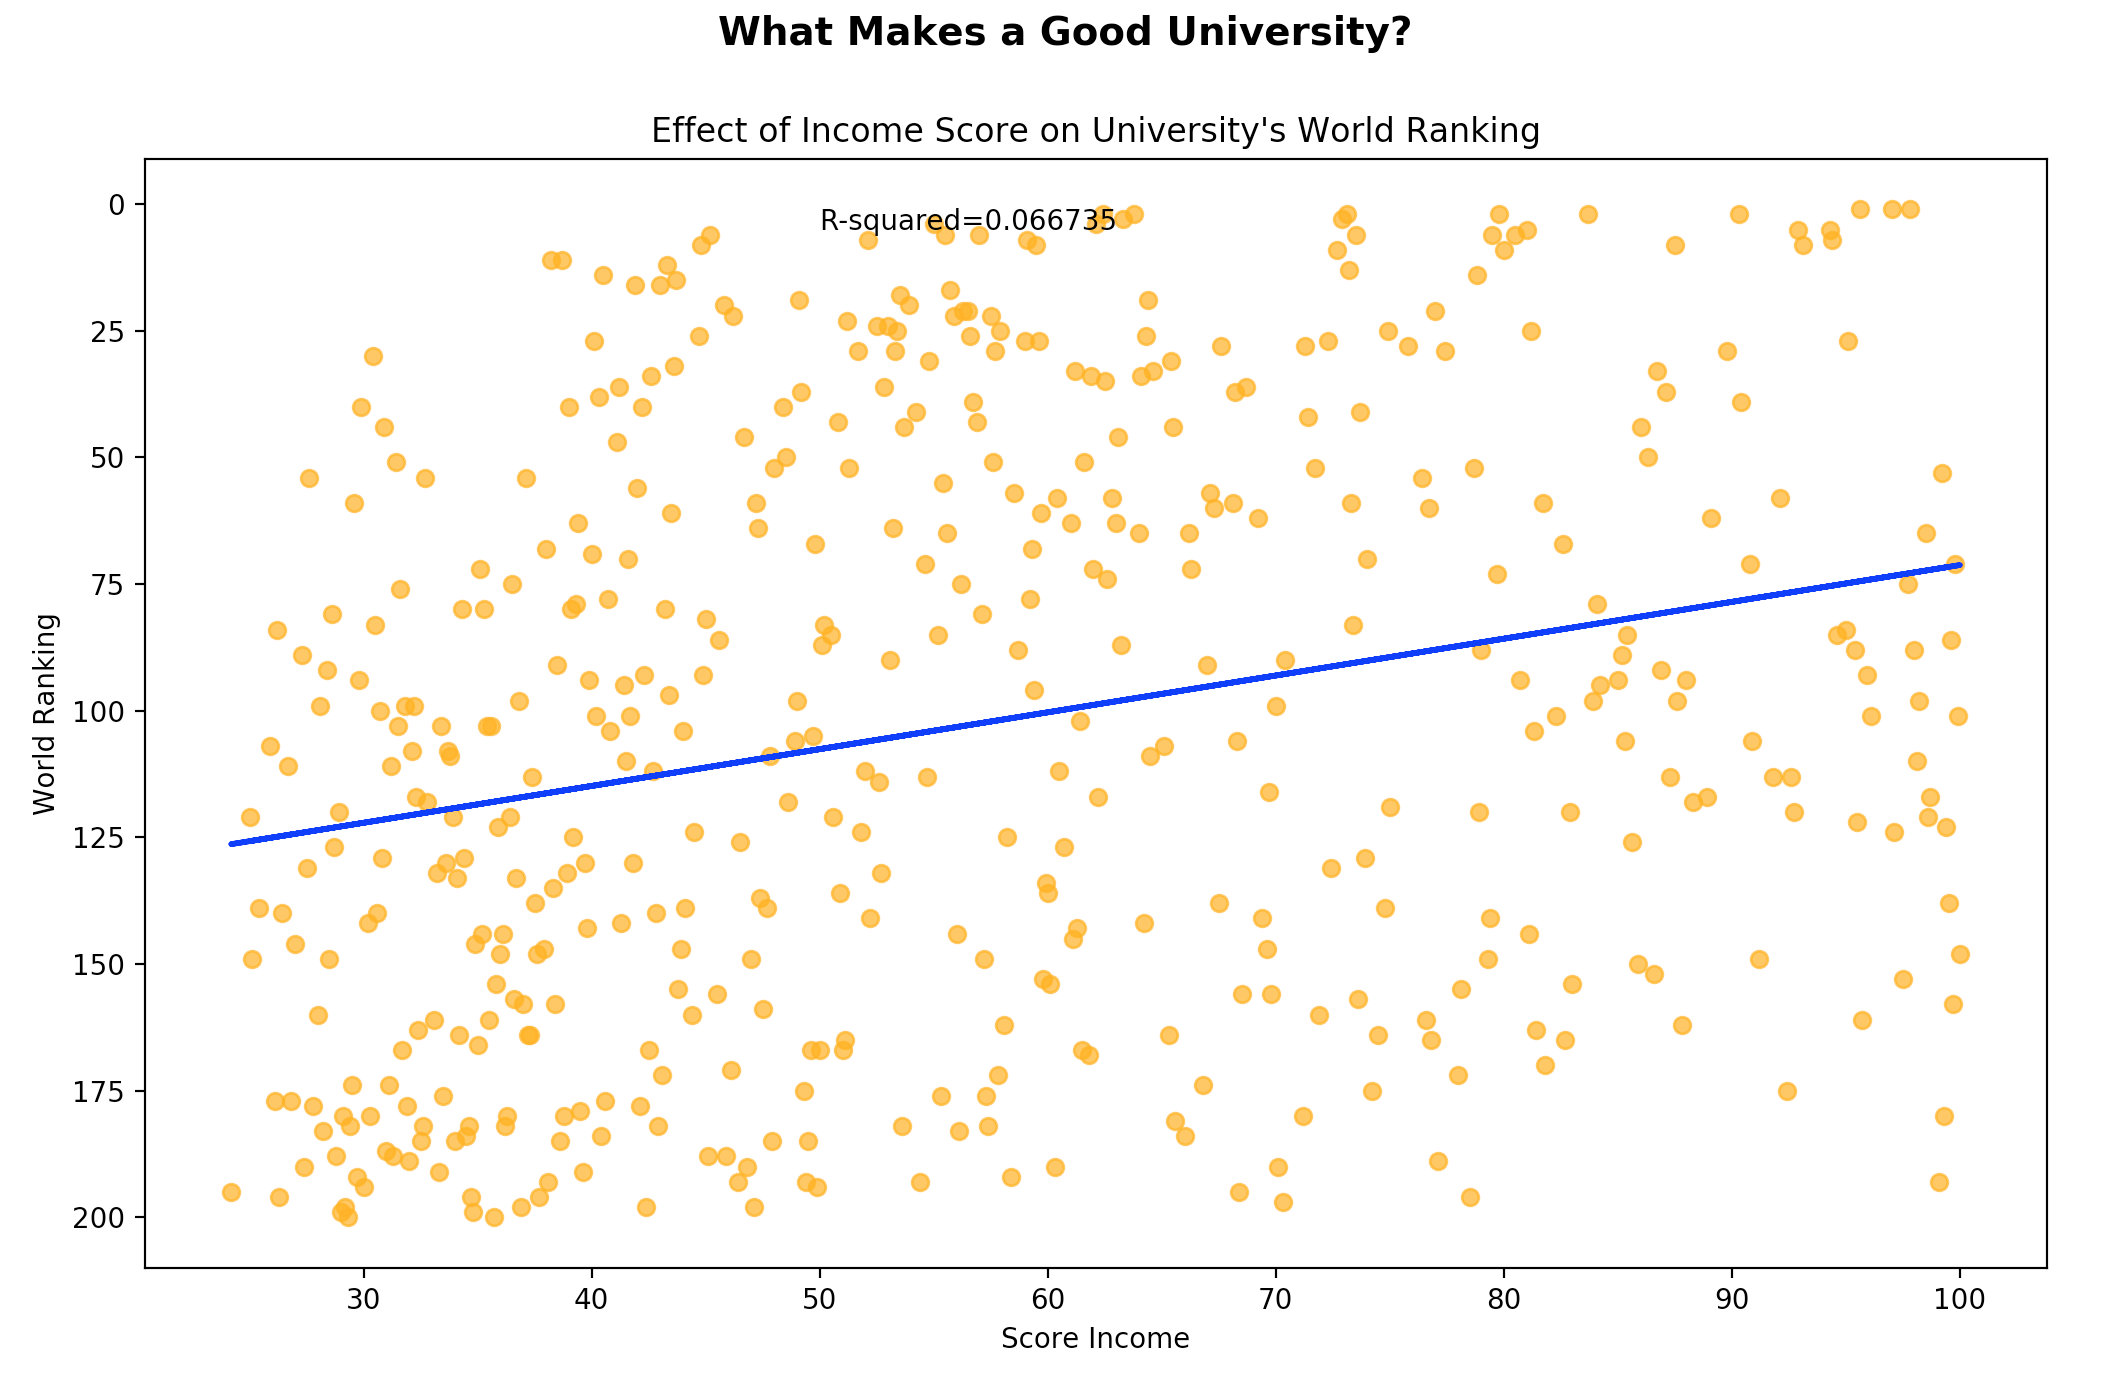 What Makes a Good University?
Effect of Income Score on University's World Ranking
R-squared=0.066735
World Ranking
0
25
50
75
100
125
150
175
200
30 40 50 60 70 80 90 100
Score Income